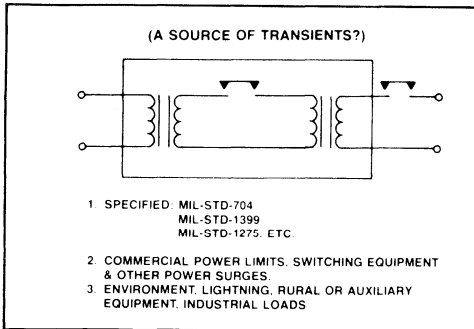 (A SOURCE OF TRANSIENTS?)
1. SPECIFIED: MIL-STD-704
MIL-STD-1399
MIL-STD-1275, ETC.
2. COMMERCIAL POWER LIMITS, SWITCHING EQUIPMENT
& OTHER POWER SURGES.
3. ENVIRONMENT, LIGHTNING, RURAL OR AUXILIARY
EQUIPMENT, INDUSTRIAL LOADS